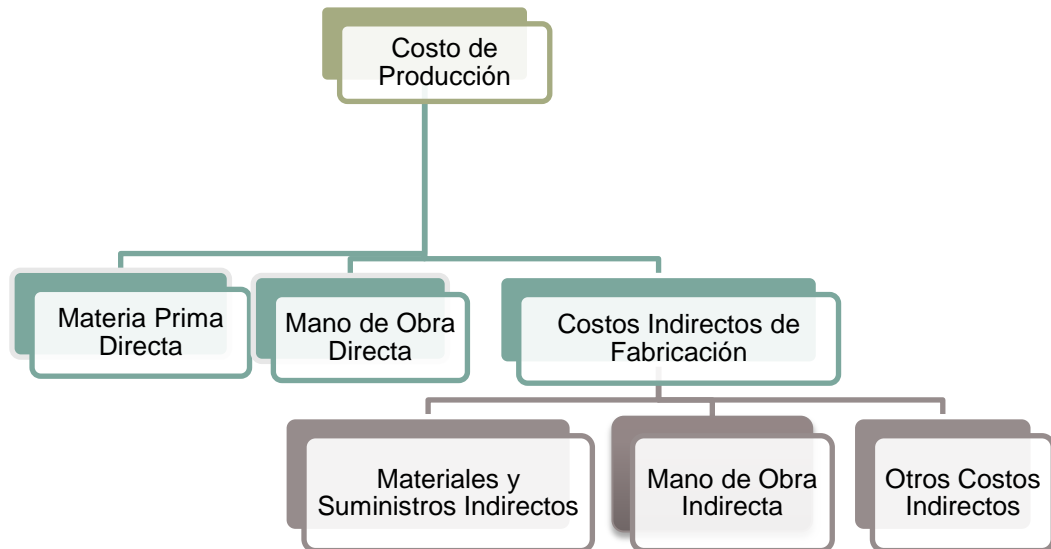 Costo de
Producción
Materia Prima
Directa
Mano de Obra
Directa
Costos Indirectos de
Fabricación
Materiales y
Suministros Indirectos
Mano de Obra
Indirecta
Otros Costos
Indirectos